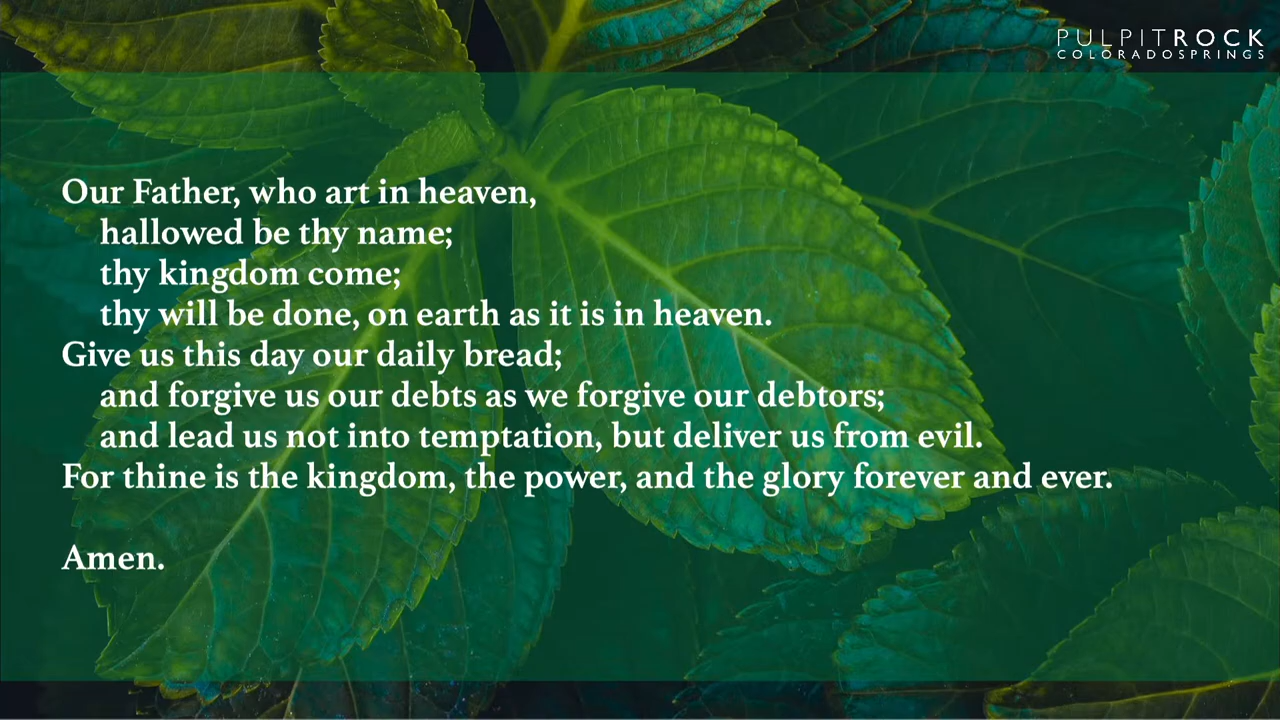 PULPITROCK
COLORADOSPRINGS
Our Father, who art in heaven,
hallowed be thy name;
thy kingdom come;
thy will be done, on earth as it is in heaven.
Give us this day our daily bread;
and forgive us our debts as we forgive our debtors;
and lead us not into temptation, but deliver us from evil.
For thine is the kingdom, the power, and the glory forever and ever.
Amen.